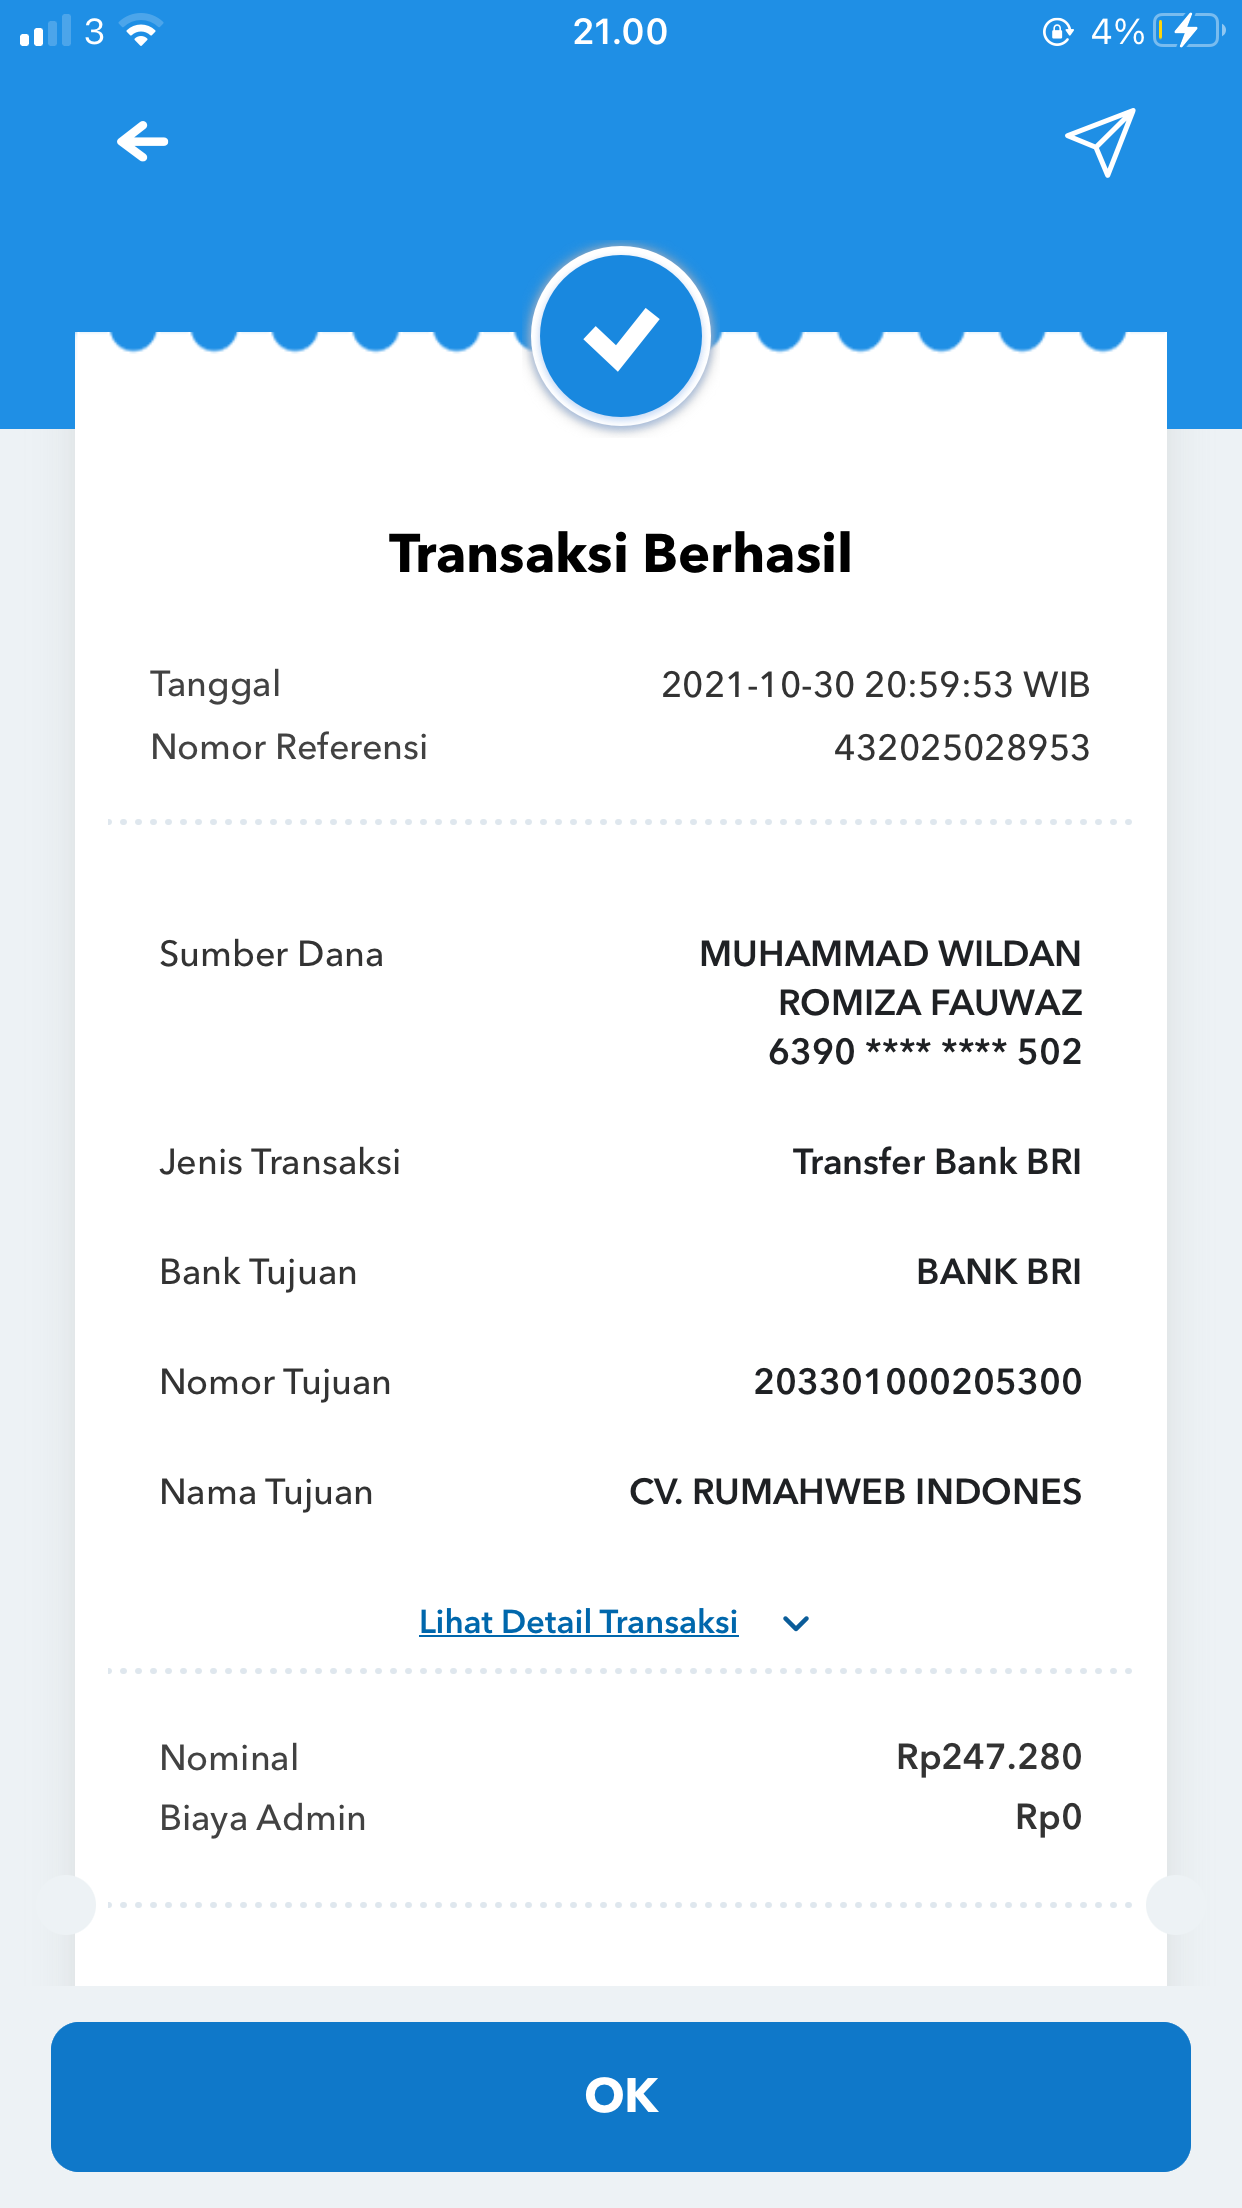 3
21.00
4%
Transaksi Berhasil
Tanggal 2021-10-30 20:59:53 WIB
Nomor Referensi 432025028953
Sumber Dana MUHAMMAD WILDAN
ROMIZA FAUWAZ
6390 **** **** 502
Jenis Transaksi Transfer Bank BRI
Bank Tujuan BANK BRI
Nomor Tujuan 203301000205300
Nama Tujuan CV. RUMAHWEB INDONES
Lihat Detail Transaksi
Nominal Rp247.280
Biaya Admin Rp0
OK